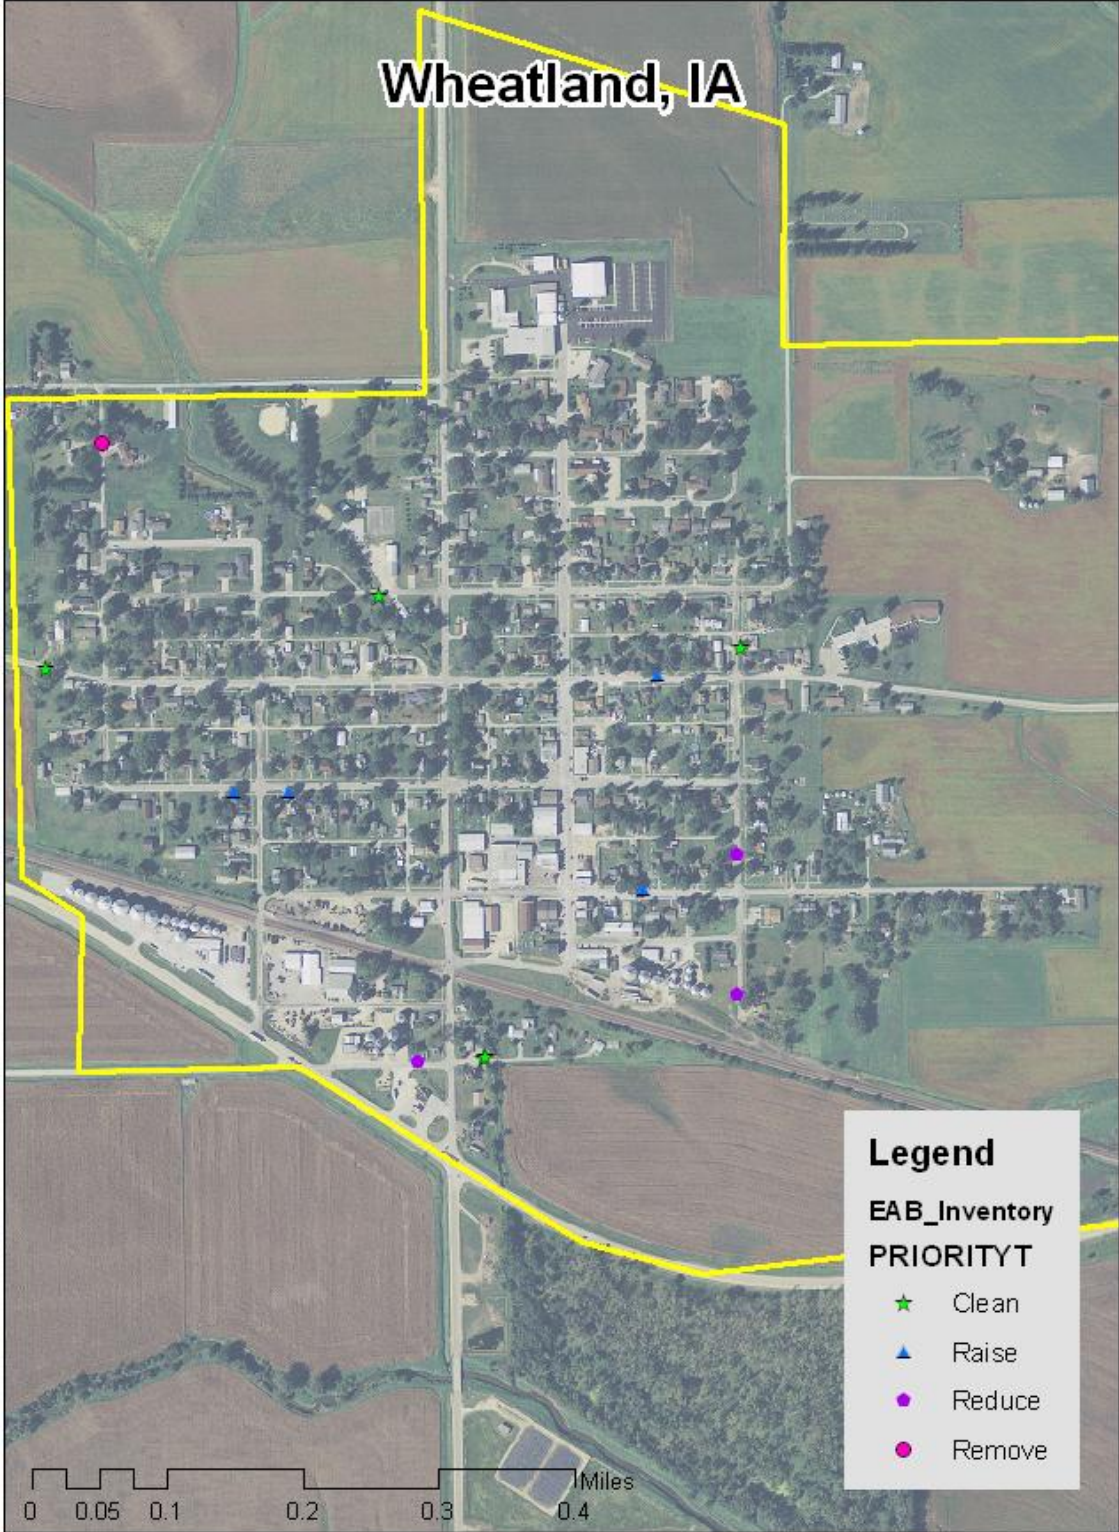 Wheatland, IA
Legend
EAB_Inventory
PRIORITYT
Clean
Raise
Reduce
Remove
Miles
0 0.05 0.1 0.2 0.3 0.4